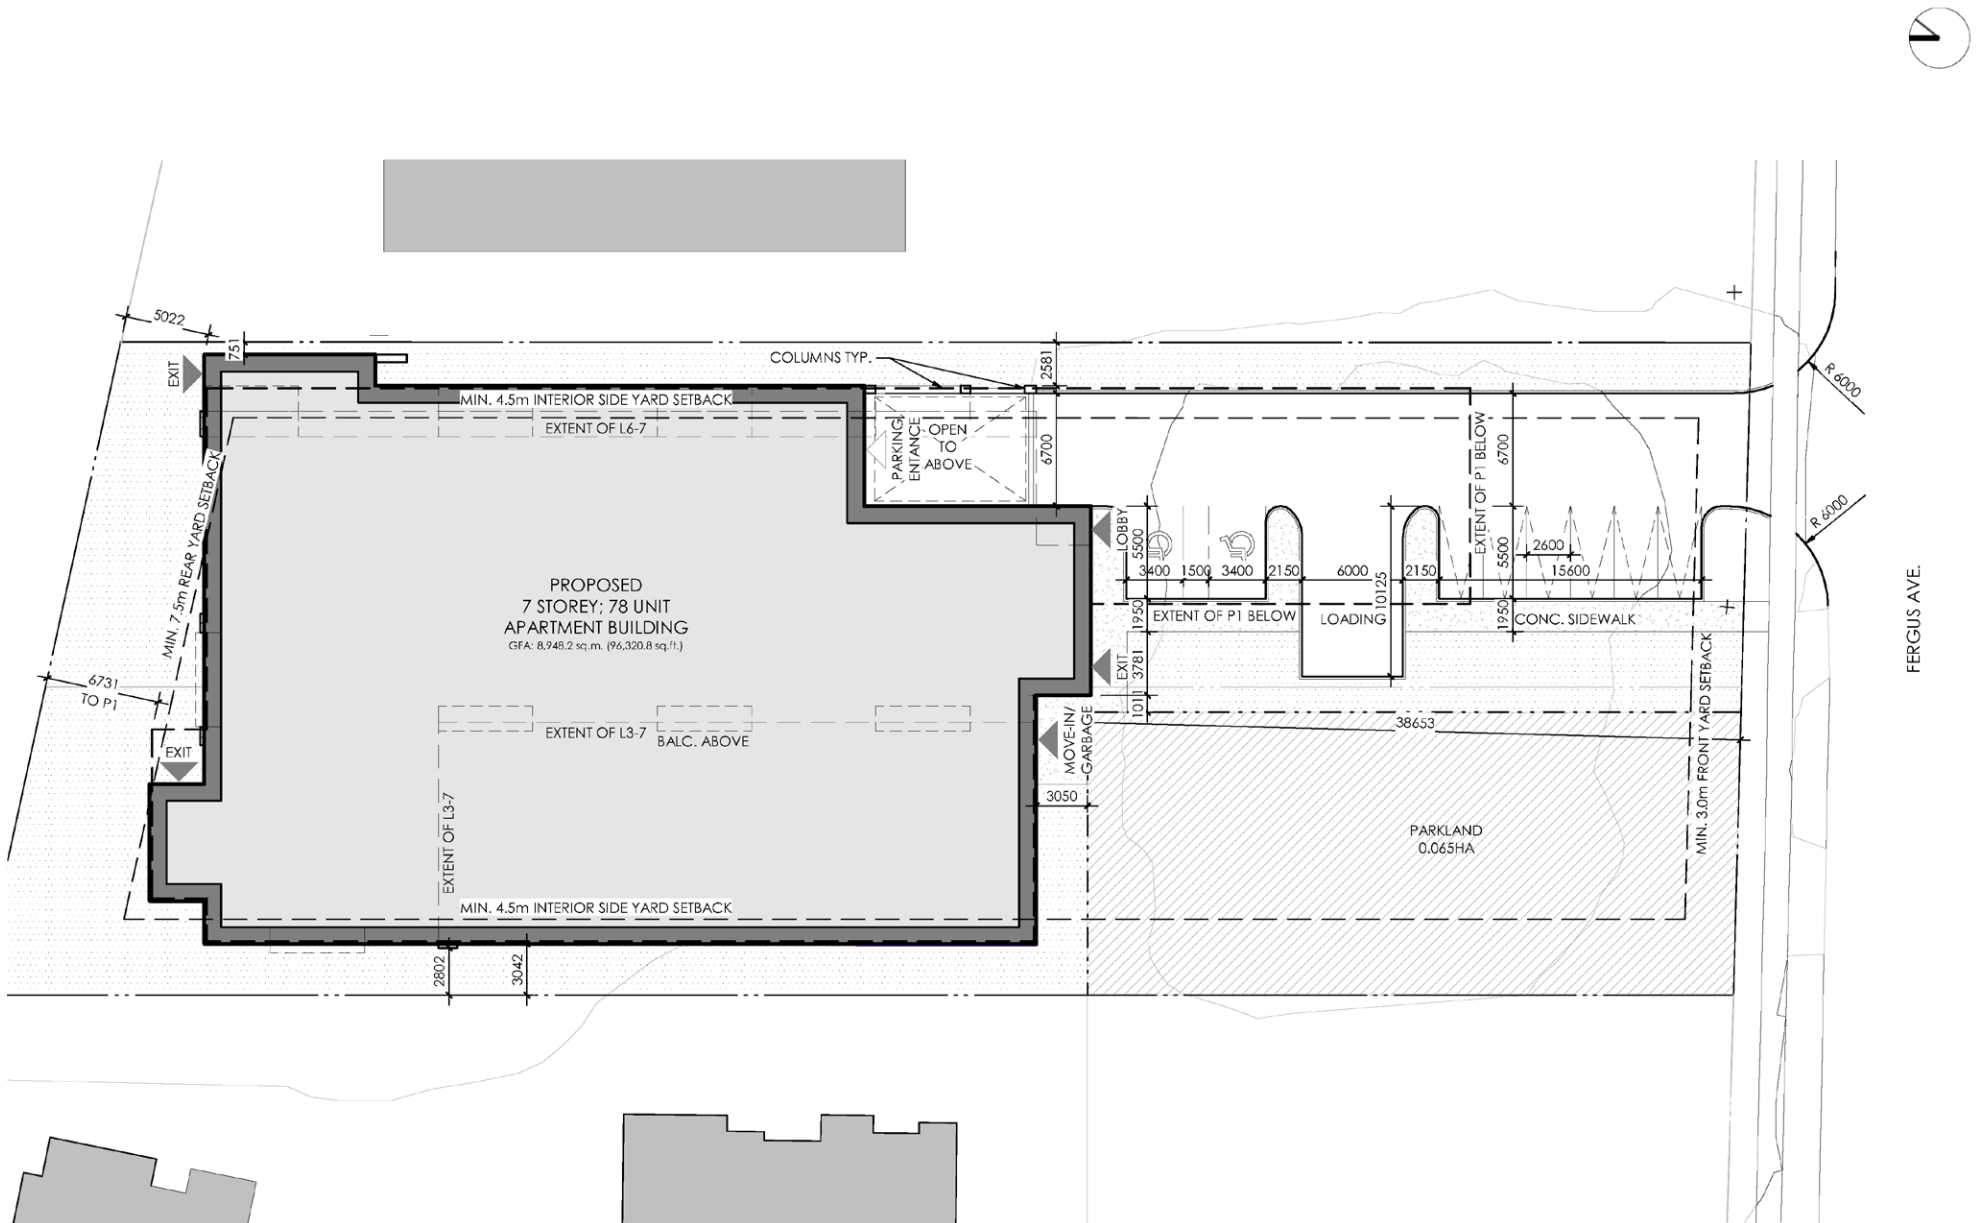 5022
751
EXIT
COLUMNS TYP.
2581
R 6000
MIN. 4.5m INTERIOR SIDE YARD SETBACK
EXTENT OF L6-7
PARKING
ENTRANCE
OPEN
TO
ABOVE
6700
EXTENT OF P1 BELOW
6700
R 6000
MIN. 7.5m REAR YARD SETBACK
LOBBY
5500
3400
1500
3400
2150
6000
10125
2150
5500
2600
15600
PROPOSED
7 STOREY; 78 UNIT
APARTMENT BUILDING
GFA: 8,948.2 sq.m. (96,320.8 sq.ft.)
1950
EXTENT OF P1 BELOW
LOADING
1950
CONC. SIDEWALK
FERGUS AVE.
6731
TO P1
EXIT
3781
1011
MIN. 3.0m FRONT YARD SETBACK
38653
EXIT
EXTENT OF L3-7
BALC. ABOVE
MOVE-IN/
GARBAGE
3050
EXTENT OF L3-7
PARKLAND
0.065HA
MIN. 4.5m INTERIOR SIDE YARD SETBACK
2802
3042